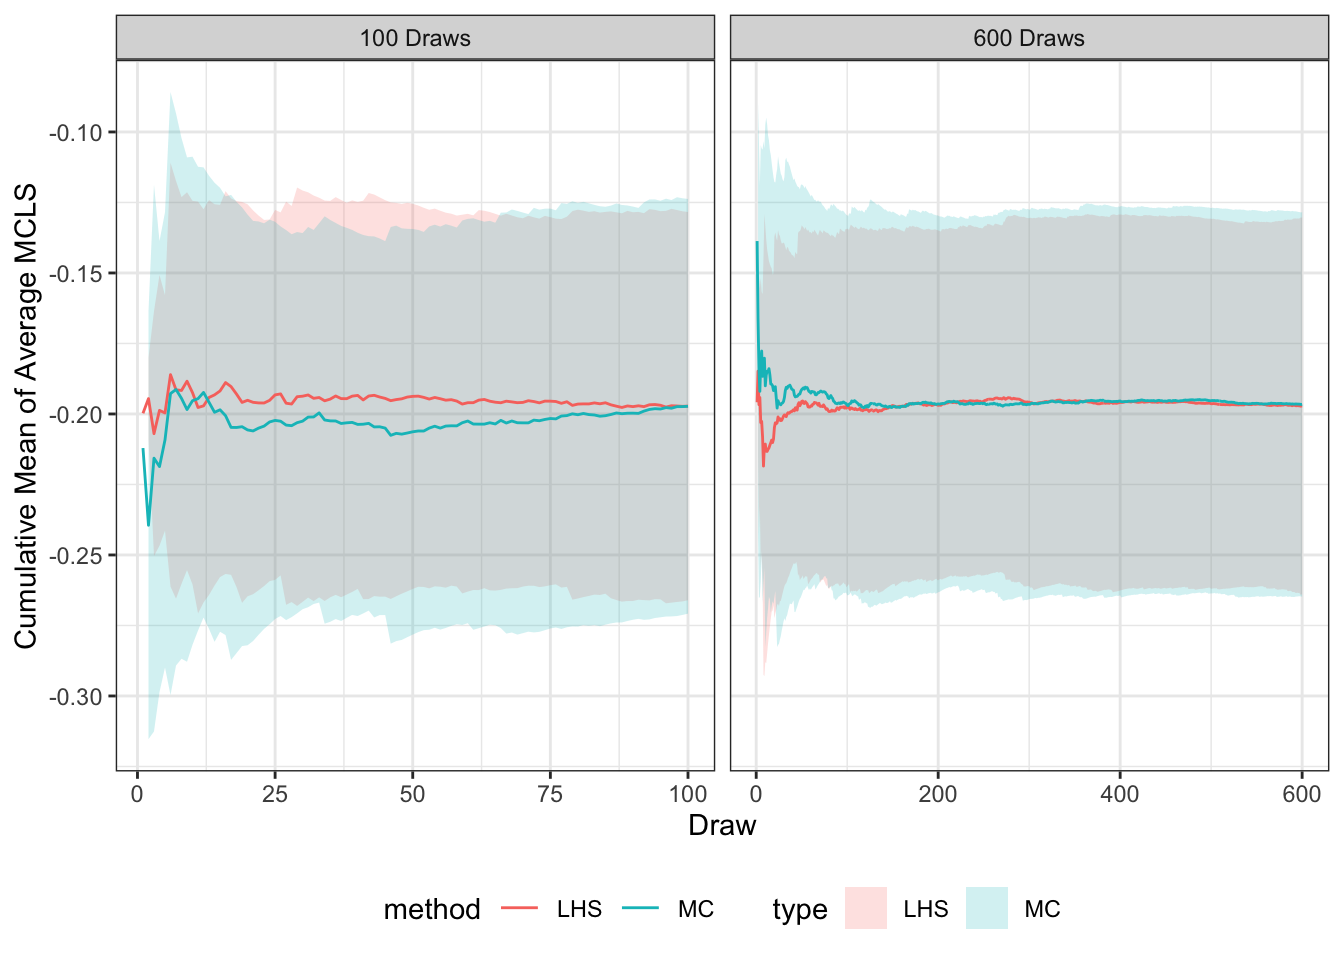 100 Draws
600 Draws
Cumulative Mean of Average MCLS
-0.10
-0.15
-0.20
-0.25
-0.30
0 25 50 75 100
0 200 400 600
Draw
method LHS MC type LHS MC